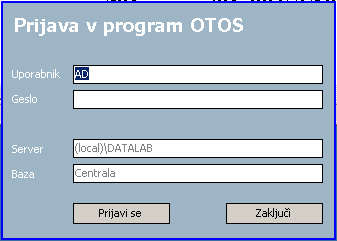 Prijava v program OTOS
Uporabnik AD
Geslo
Server (local)\DATALAB
Baza Centrala
Prijavi se Zaključi